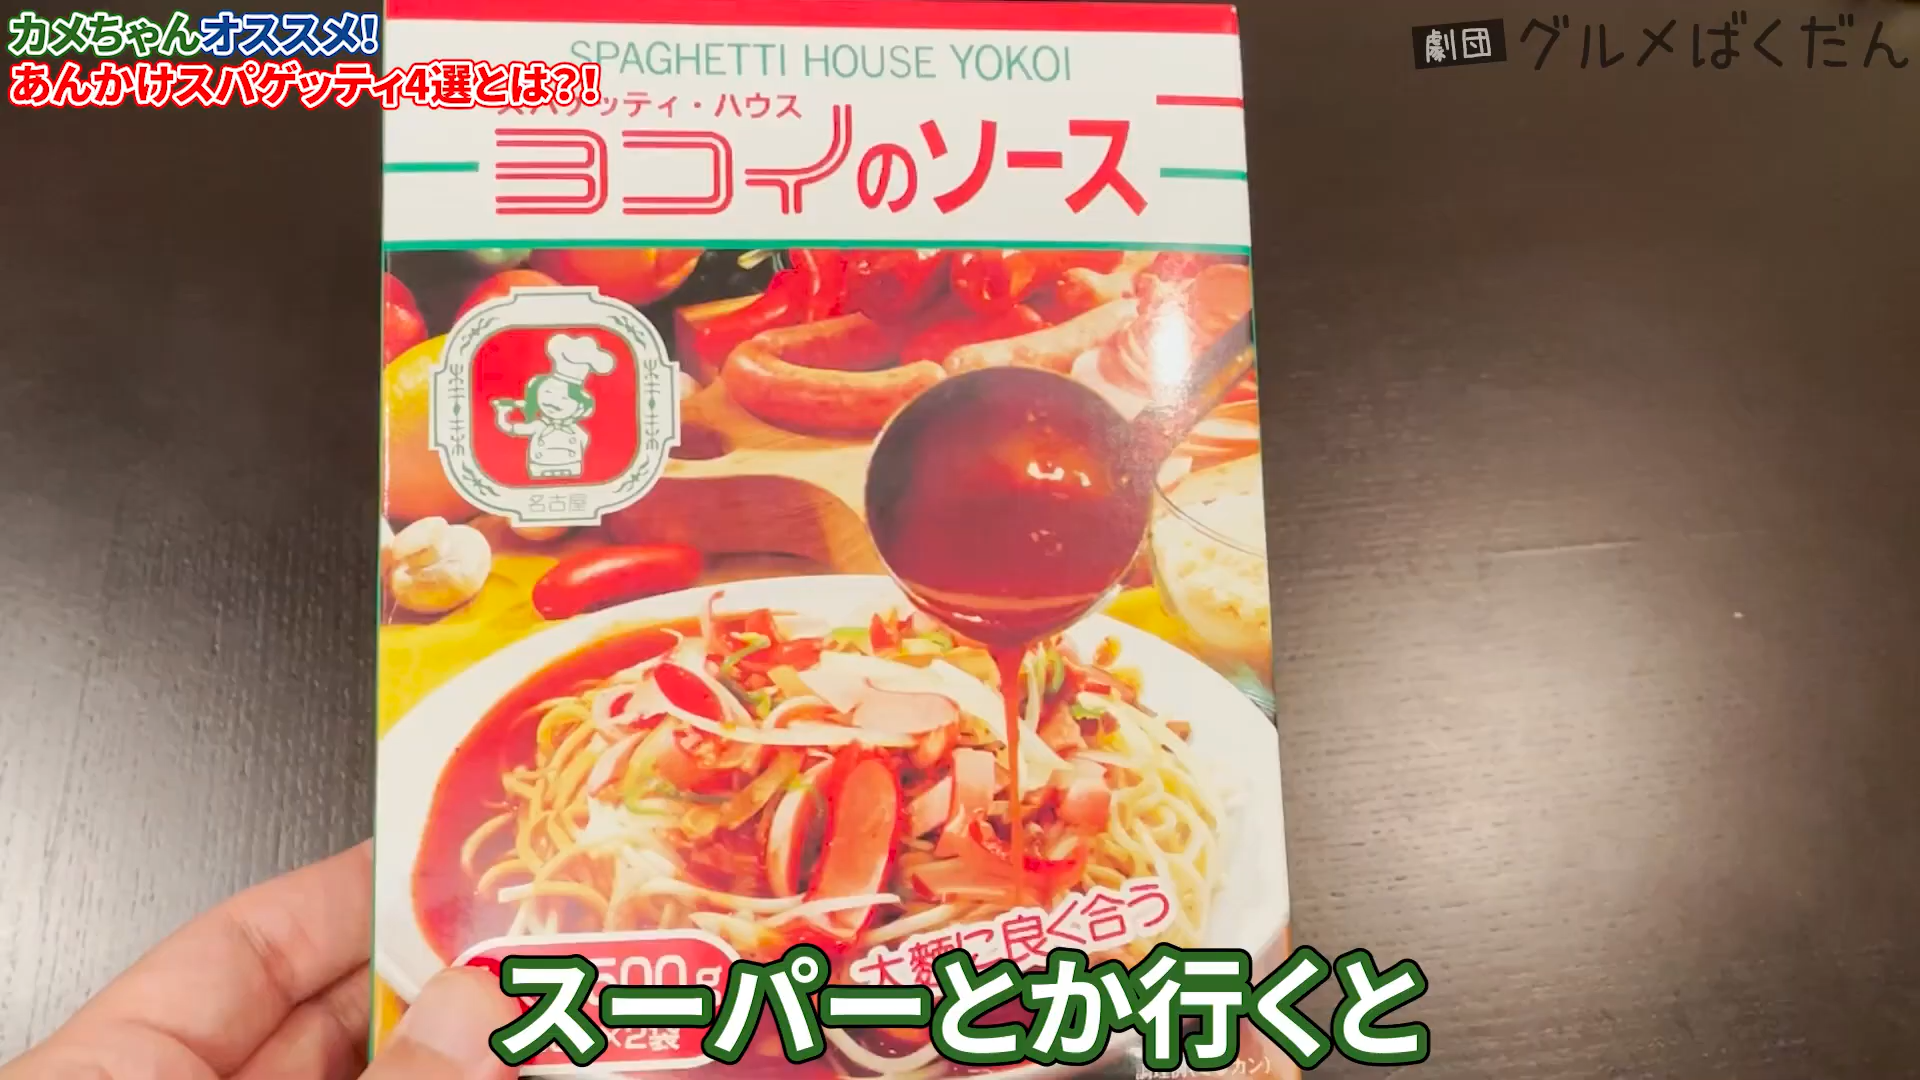 カメちゃんオススメ!
あんかけスパゲッティ4選とは?!
劇団 グルメばくだん
SPAGHETTI HOUSE YOKOI
スパゲッティ・ハウス
ヨコイのソース
名古屋
太麺に良く合う
500g
×2袋
スーパーとか行くと